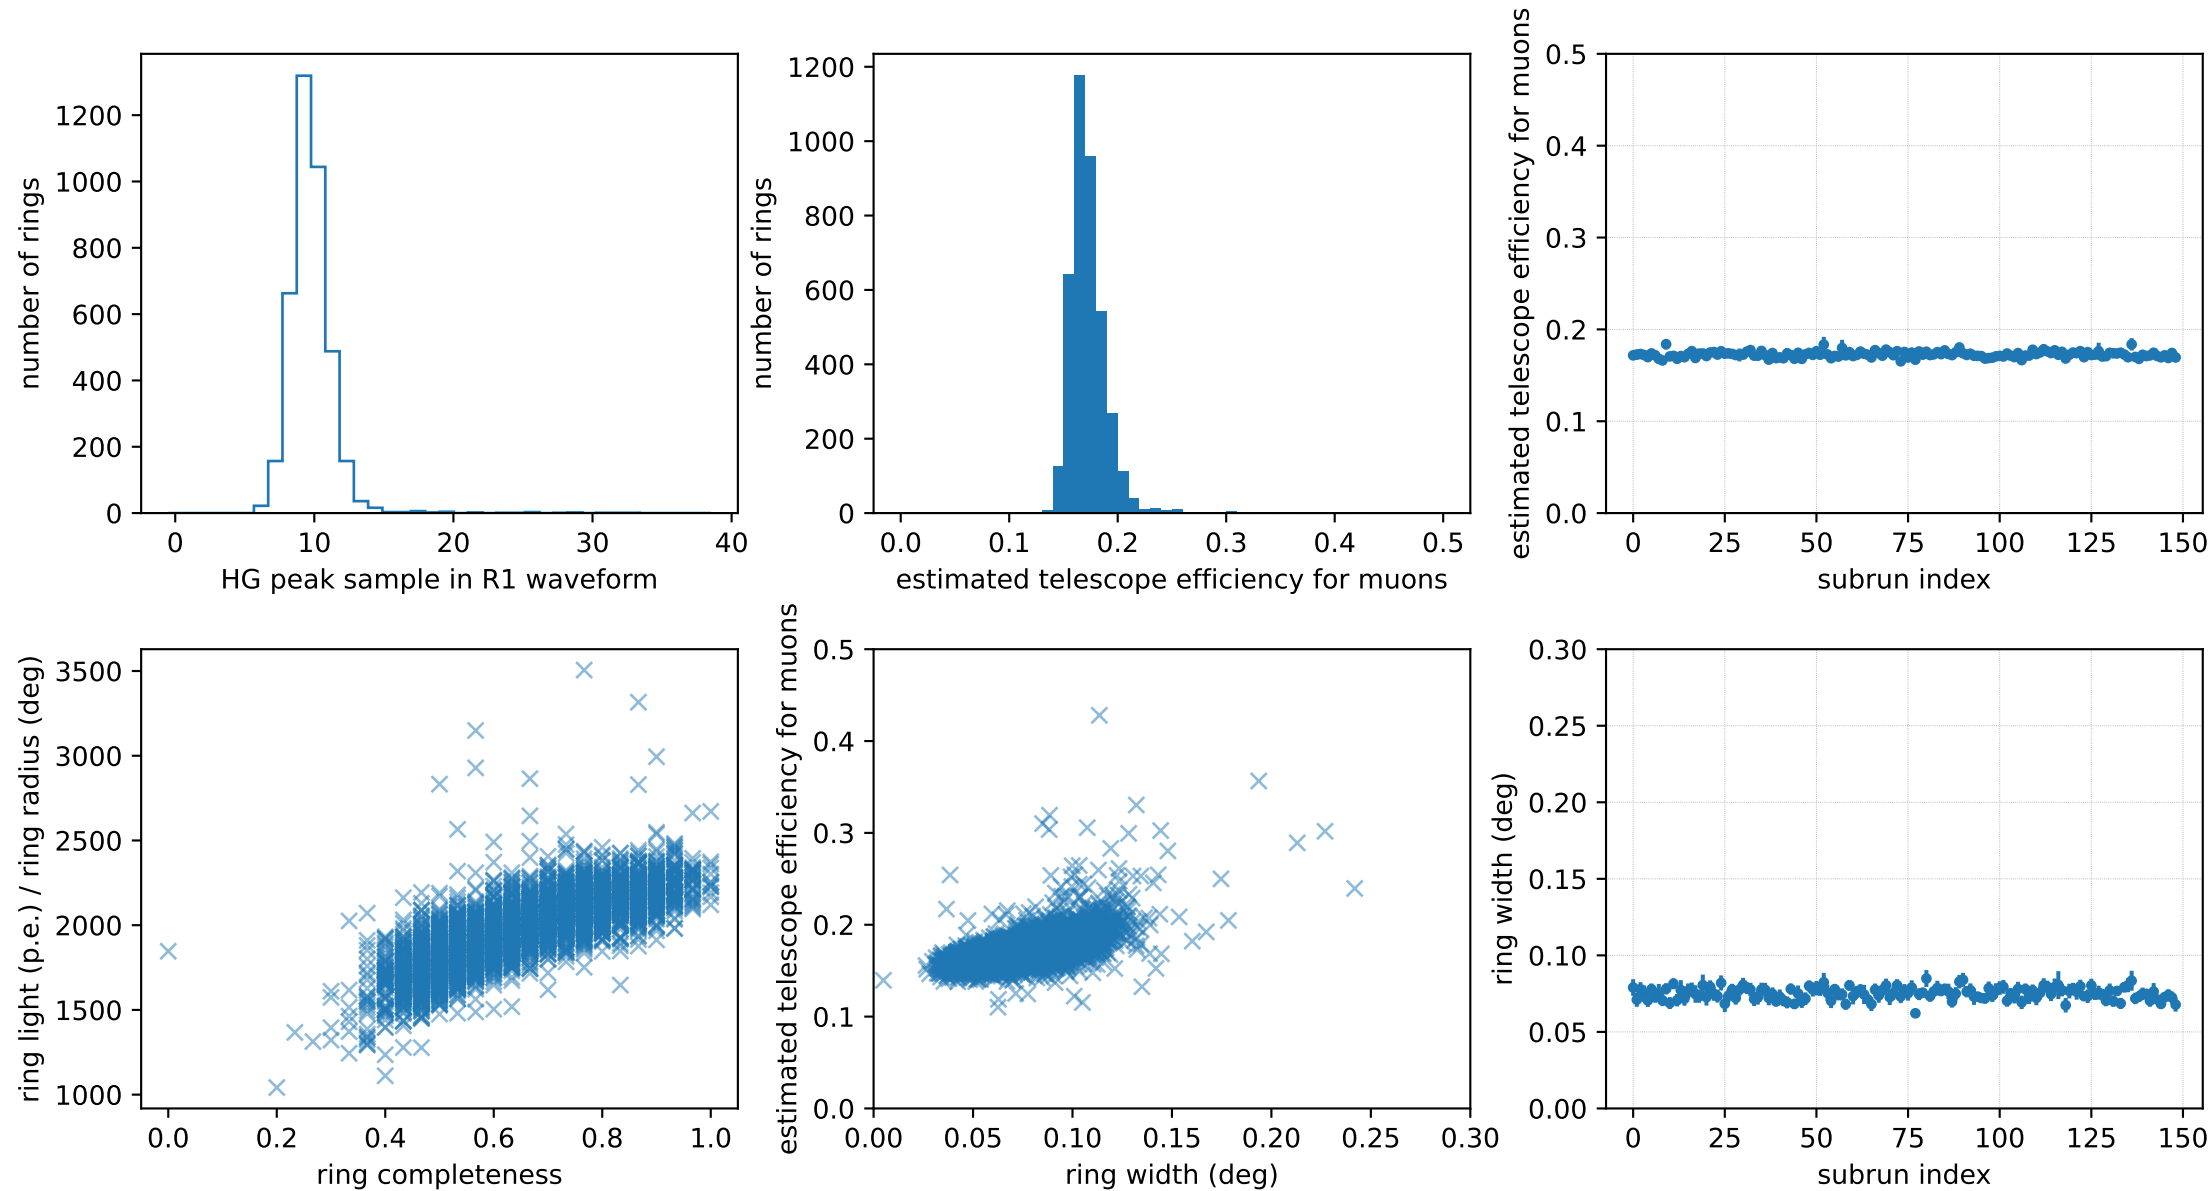 number of rings
1200
1000
800
600
400
200
0
0 10 20 30 40
HG peak sample in R1 waveform
number of rings
1200
1000
800
600
400
200
0
0.0 0.1 0.2 0.3 0.4 0.5
estimated telescope efficiency for muons
estimated telescope efficiency for muons
0.5
0.4
0.3
0.2
0.1
0.0
0 25 50 75 100 125 150
subrun index
ring light (p.e.) / ring radius (deg)
3500
3000
2500
2000
1500
1000
0.0 0.2 0.4 0.6 0.8 1.0
ring completeness
estimated telescope efficiency for muons
0.5
0.4
0.3
0.2
0.1
0.0
0.00 0.05 0.10 0.15 0.20 0.25 0.30
ring width (deg)
ring width (deg)
0.30
0.25
0.20
0.15
0.10
0.05
0.00
0 25 50 75 100 125 150
subrun index